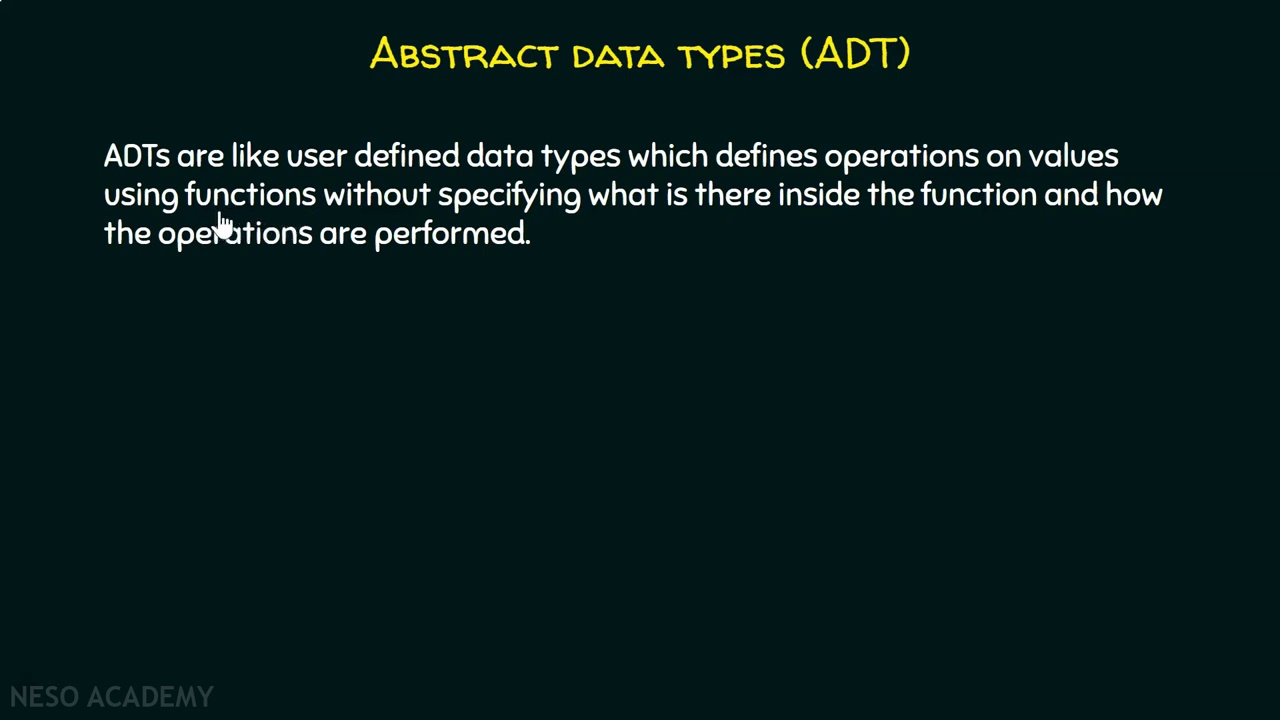 Abstract data types (ADT)
ADTs are like user defined data types which defines operations on values
using functions without specifying what is there inside the function and how
the operations are performed.
NESO ACADEMY